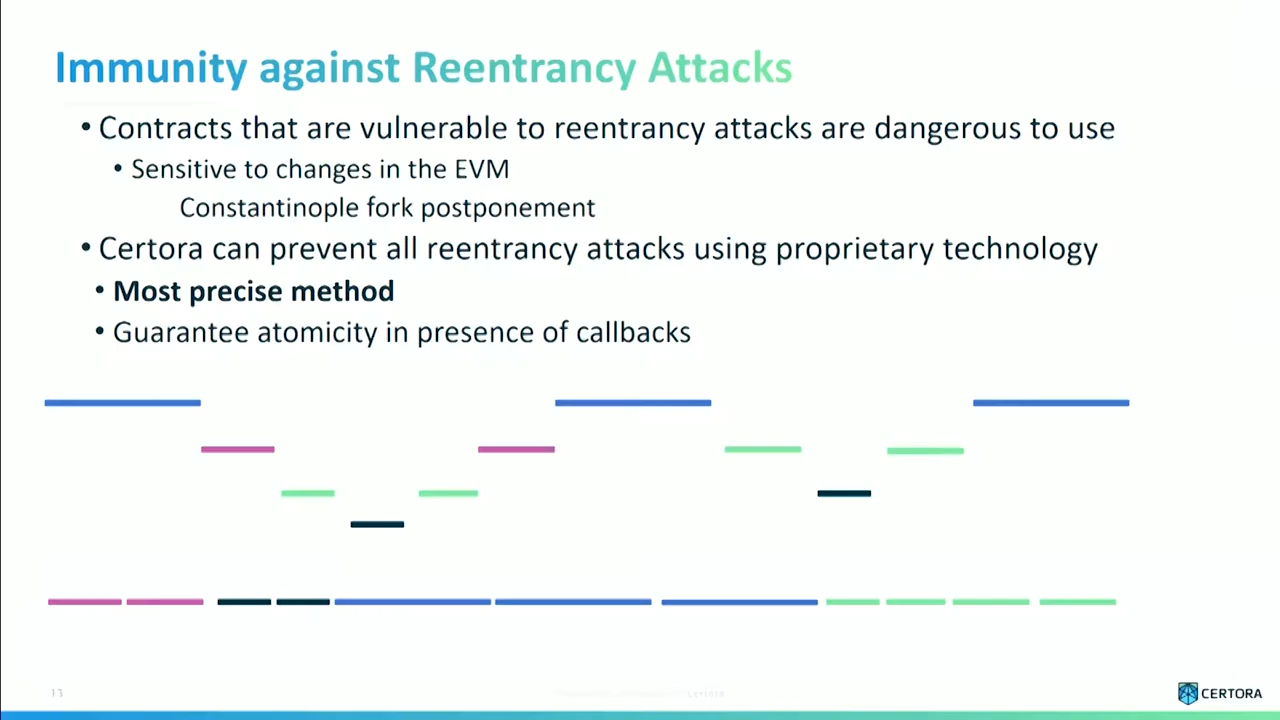 Immunity against Reentrancy Attacks
• Contracts that are vulnerable to reentrancy attacks are dangerous to use
• Sensitive to changes in the EVM
Constantinople fork postponement
• Certora can prevent all reentrancy attacks using proprietary technology
• Most precise method
• Guarantee atomicity in presence of callbacks
13
Certora
CERTORA